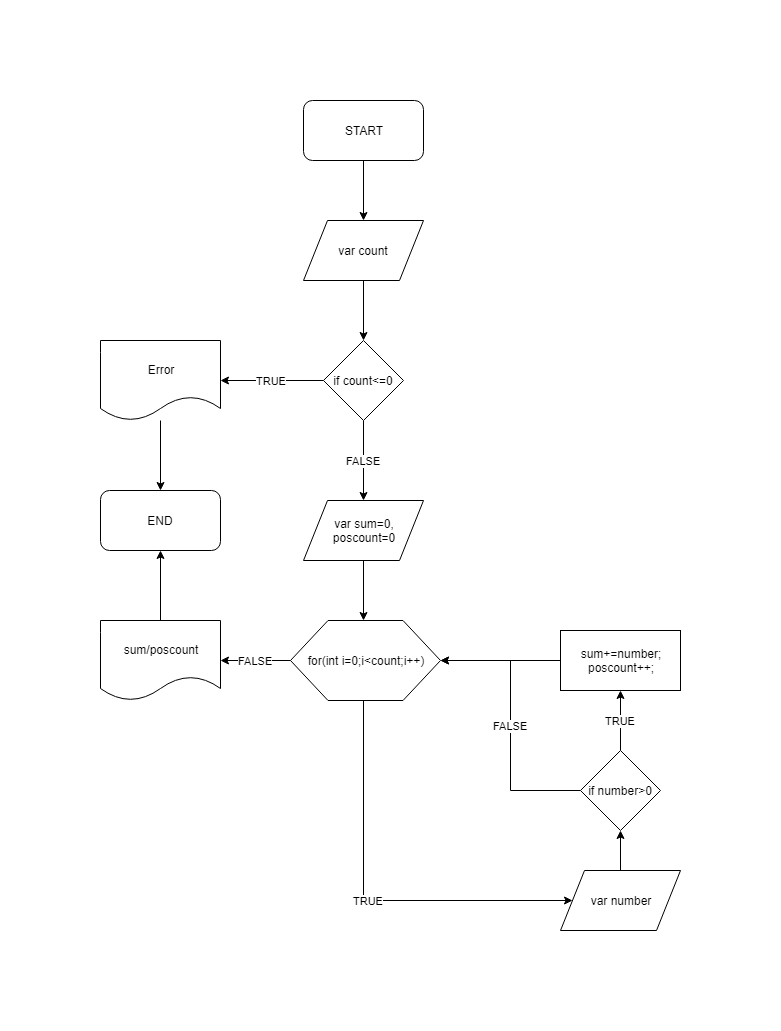 START
var count
if count<=0
TRUE
Error
FALSE
END
var sum=0,
poscount=0
for(int i=0;i<count;i++)
FALSE
sum/poscount
sum+=number;
poscount++;
TRUE
FALSE
if number>0
TRUE
var number